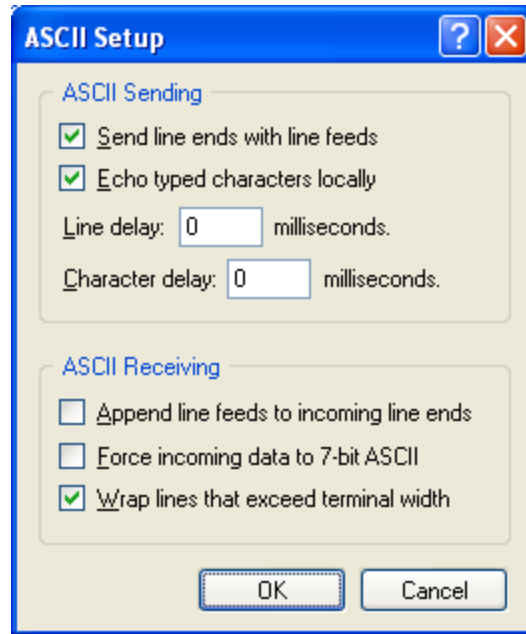 ASCII Setup
ASCII Sending
Send line ends with line feeds
Echo typed characters locally
Line delay: 0 milliseconds.
Character delay: 0 milliseconds.
ASCII Receiving
Append line feeds to incoming line ends
Force incoming data to 7-bit ASCII
Wrap lines that exceed terminal width
OK Cancel